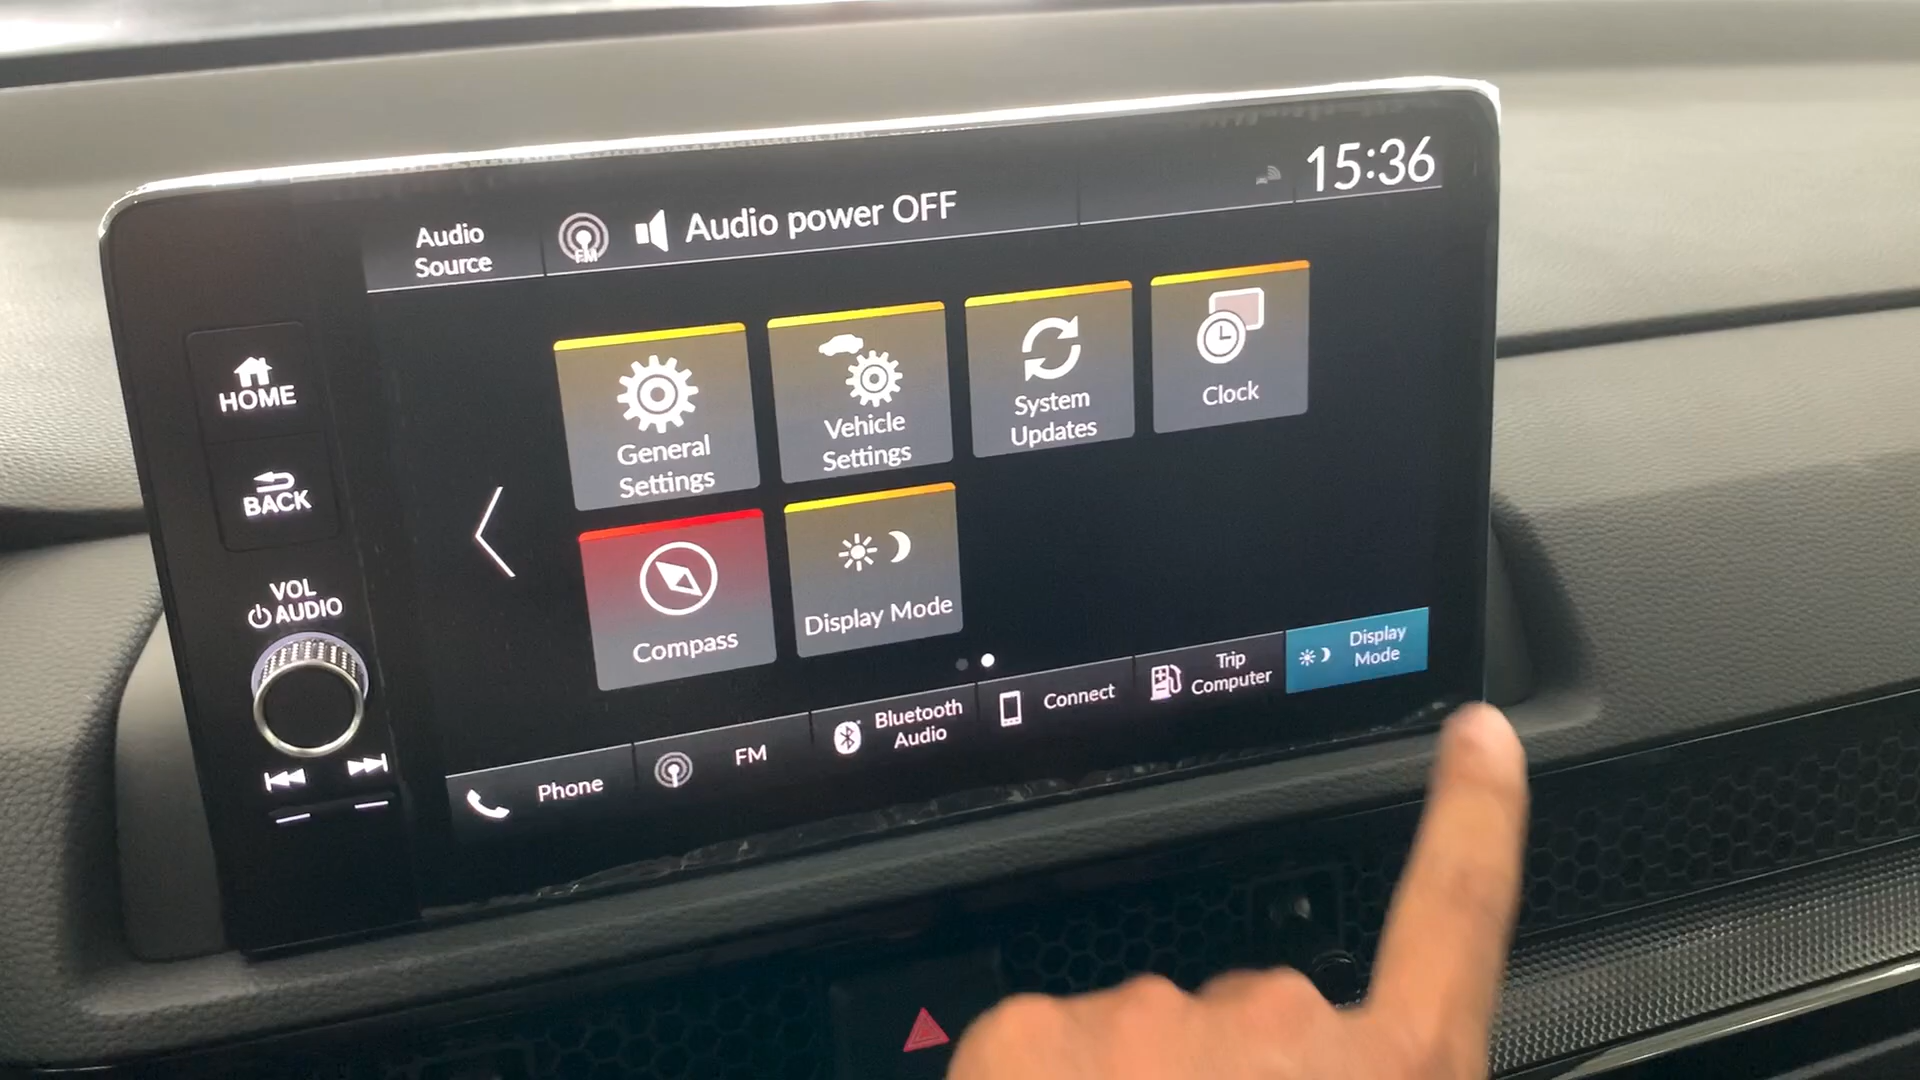 15:36
Audio
Source
FM
Audio power OFF
HOME
BACK
VOL
AUDIO
General
Settings
Vehicle
Settings
System
Updates
Clock
Compass
Display Mode
Phone
FM
Bluetooth
Audio
Connect
Trip
Computer
Display
Mode